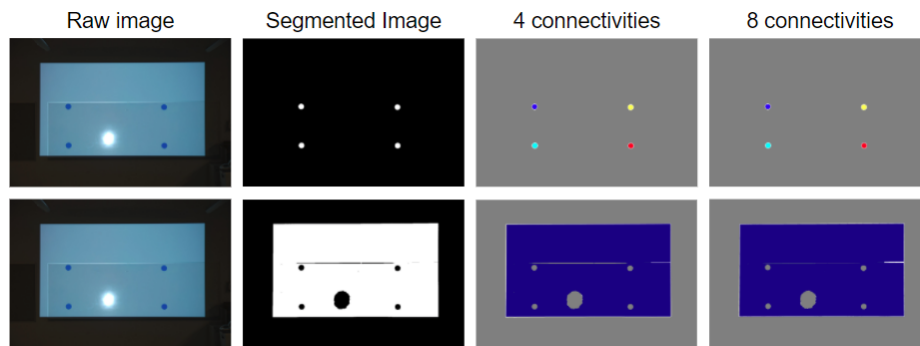 Raw image
Segmented Image
4 connectivities
8 connectivities